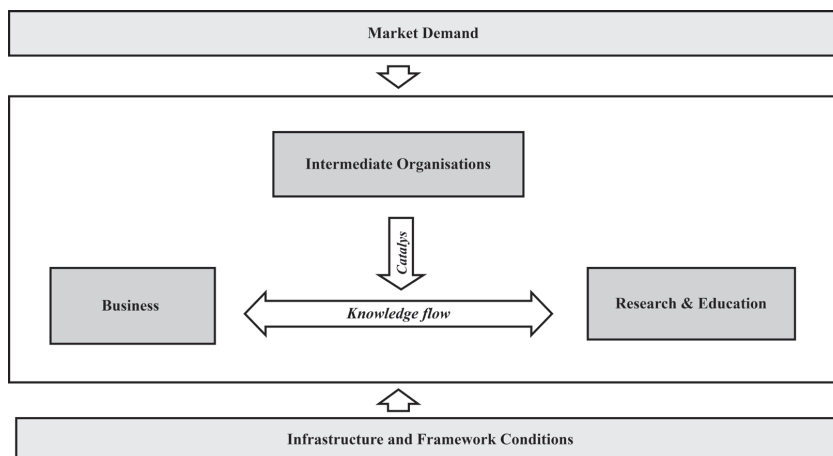 Market Demand
Intermediate Organisations
Catalys
Business
Knowledge flow
Research & Education
Infrastructure and Framework Conditions